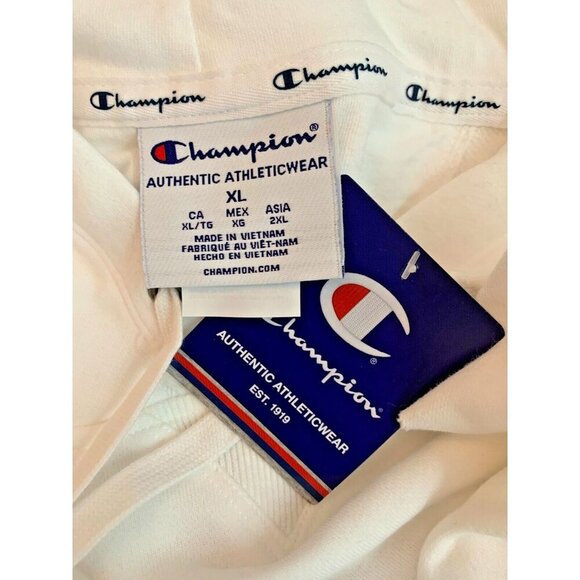 Champion
Champion
Champion
Champion®
AUTHENTIC ATHLETICWEAR
XL
CA MEX ASIA
XL/TG XG 2XL
MADE IN VIETNAM
FABRIQUÉ AU VIÊT-NAM
HECHO EN VIETNAM
CHAMPION.COM
Champion
AUTHENTIC ATHLETICWEAR
EST. 1919